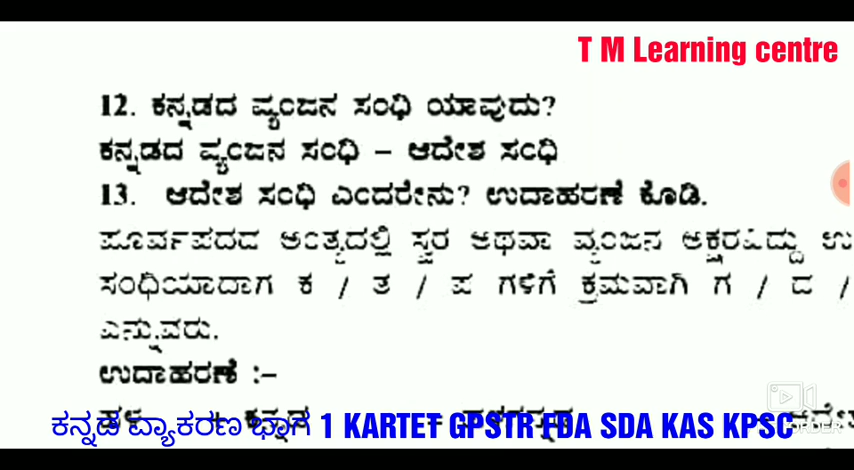 T M Learning centre
12. ಕನ್ನಡದ ವ್ಯಂಜನ ಸಂಧಿ ಯಾವುದು?
ಕನ್ನಡದ ವ್ಯಂಜನ ಸಂಧಿ – ಆದೇಶ ಸಂಧಿ
13. ಆದೇಶ ಸಂಧಿ ಎಂದರೇನು? ಉದಾಹರಣೆ ಕೊಡಿ.
ಪೂರ್ವಪದದ ಅಂತ್ಯದಲ್ಲಿ ಸ್ವರ ಅಥವಾ ವ್ಯಂಜನ ಅಕ್ಷರವಿದ್ದು ಉ
ಸಂಧಿಯಾದಾಗ ಕ / ತ / ಪ ಗಳಿಗೆ ಕ್ರಮವಾಗಿ ಗ / ದ /
ಎನ್ನುವರು.
ಉದಾಹರಣೆ :–
ಕನ್ನಡ ವ್ಯಾಕರಣ ಭಾಗ 1 KARTET GPSTR FDA SDA KAS KPSC